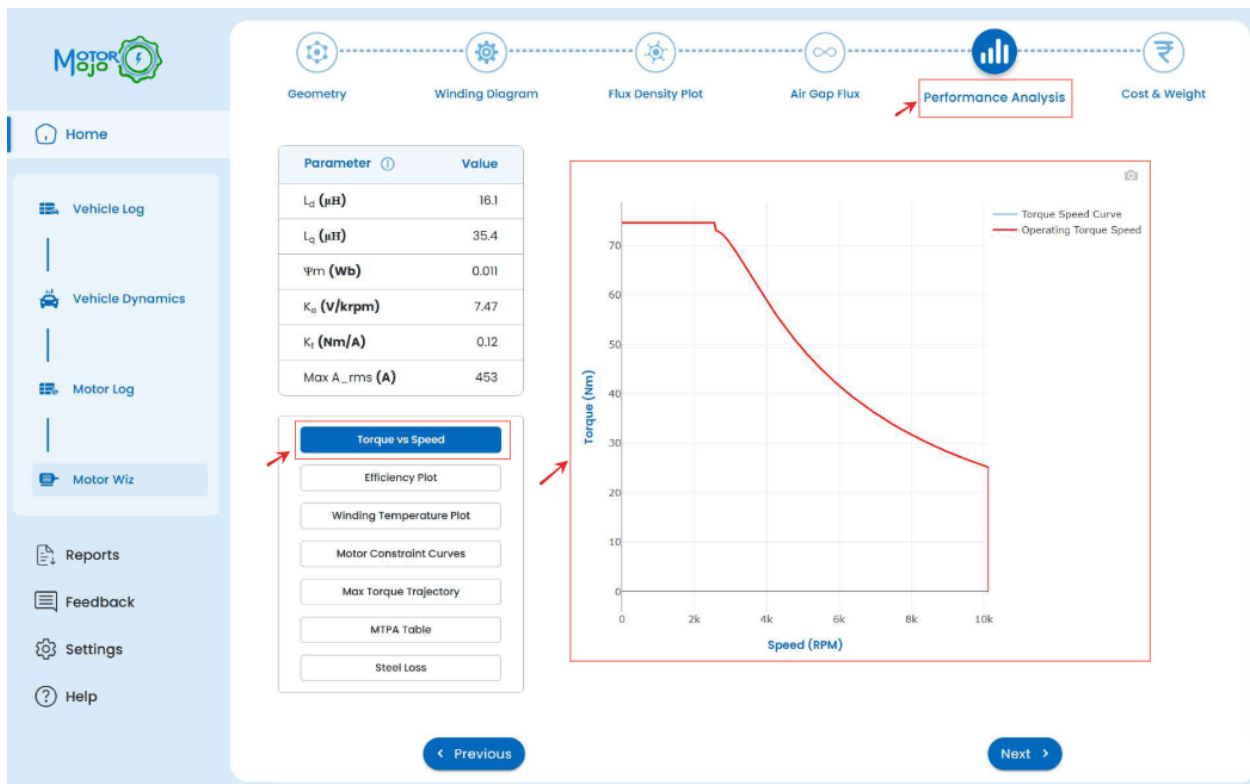 MOTOR
MOJO
Geometry
Winding Diagram
Flux Density Plot
Air Gap Flux
Performance Analysis
Cost & Weight
Home
Vehicle Log
Vehicle Dynamics
Motor Log
Motor Wiz
Reports
Feedback
Settings
Help
Parameter Value
Ld (μH) 16.1
Lq (μH) 35.4
Ψm (Wb) 0.011
Ke (V/krpm) 7.47
Kt (Nm/A) 0.12
Max A_rms (A) 453
Torque vs Speed
Efficiency Plot
Winding Temperature Plot
Motor Constraint Curves
Max Torque Trajectory
MTPA Table
Steel Loss
Torque Speed Curve
Operating Torque Speed
Torque (Nm)
70
60
50
40
30
20
10
0
0 2k 4k 6k 8k 10k
Speed (RPM)
Previous
Next